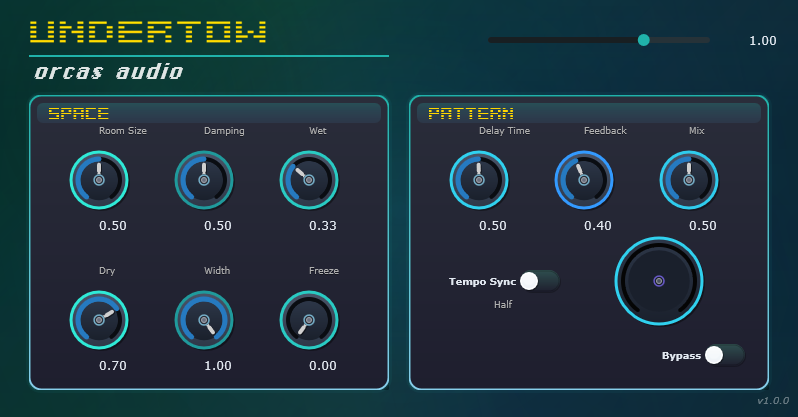 UNDERTOW
1.00
orcas audio
SPACE
Room Size Damping Wet
0.50 0.50 0.33
Dry Width Freeze
0.70 1.00 0.00
PATTERN
Delay Time Feedback Mix
0.50 0.40 0.50
Tempo Sync
Half
Bypass
v1.0.0